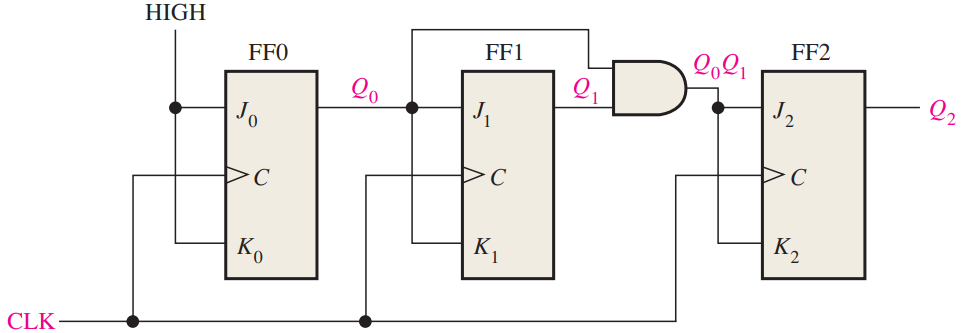 HIGH
FF0
FF1
FF2
Q₀
Q₁
Q₀Q₁
Q₂
J₀
J₁
J₂
C
C
C
K₀
K₁
K₂
CLK